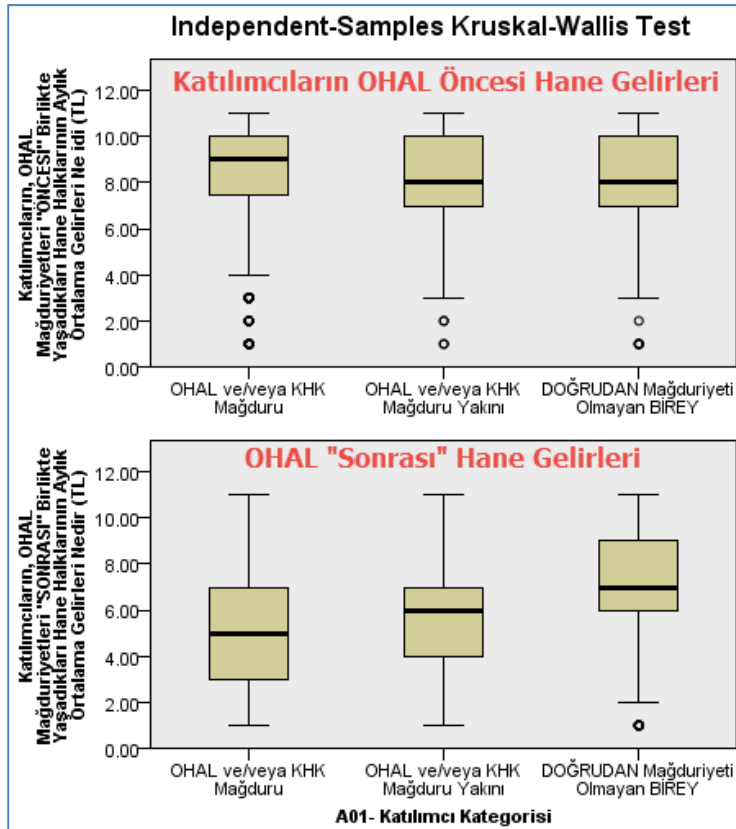 Independent-Samples Kruskal-Wallis Test
Katılımcıların OHAL Öncesi Hane Gelirleri
Katılımcıların, OHAL
Mağduriyetleri "ÖNCESİ" Birlikte
Yaşadıkları Hane Halklarının Aylık
Ortalama Gelirleri Ne idi (TL)
12.00
10.00
8.00
6.00
4.00
2.00
0.00
OHAL ve/veya KHK
Mağduru
OHAL ve/veya KHK
Mağduru Yakını
DOĞRUDAN Mağduriyeti
Olmayan BİREY
OHAL "Sonrası" Hane Gelirleri
Katılımcıların, OHAL
Mağduriyetleri "SONRASI" Birlikte
Yaşadıkları Hane Halklarının Aylık
Ortalama Gelirleri Nedir (TL)
12.00
10.00
8.00
6.00
4.00
2.00
0.00
OHAL ve/veya KHK
Mağduru
OHAL ve/veya KHK
Mağduru Yakını
DOĞRUDAN Mağduriyeti
Olmayan BİREY
A01- Katılımcı Kategorisi